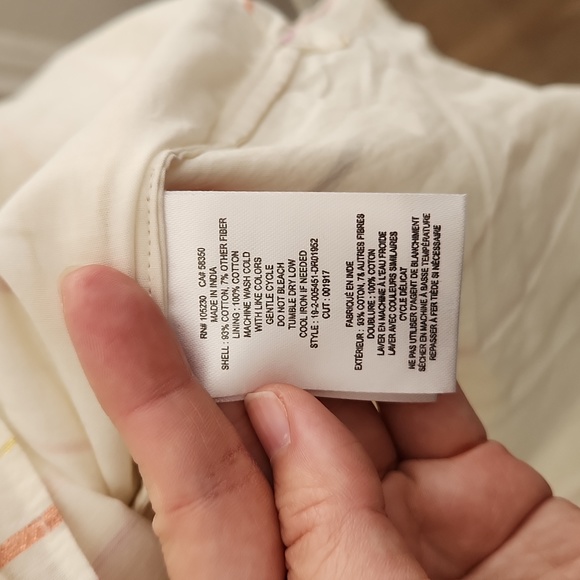 RN# 105230 CA# 58350
MADE IN INDIA
SHELL : 93% COTTON, 7% OTHER FIBER
LINING : 100% COTTON
MACHINE WASH COLD
WITH LIKE COLORS
GENTLE CYCLE
DO NOT BLEACH
TUMBLE DRY LOW
COOL IRON IF NEEDED
STYLE : 19-2-005451-DR01952
CUT : 001917
FABRIQUÉ EN INDE
EXTÉRIEUR : 93% COTON, 7% AUTRES FIBRES
DOUBLURE : 100% COTON
LAVER EN MACHINE À L'EAU FROIDE
LAVER AVEC COULEURS SIMILAIRES
CYCLE DÉLICAT
NE PAS UTILISER D'AGENT DE BLANCHIMENT
SÉCHER EN MACHINE À BASSE TEMPÉRATURE
REPASSER À FER TIÈDE SI NÉCESSAIRE